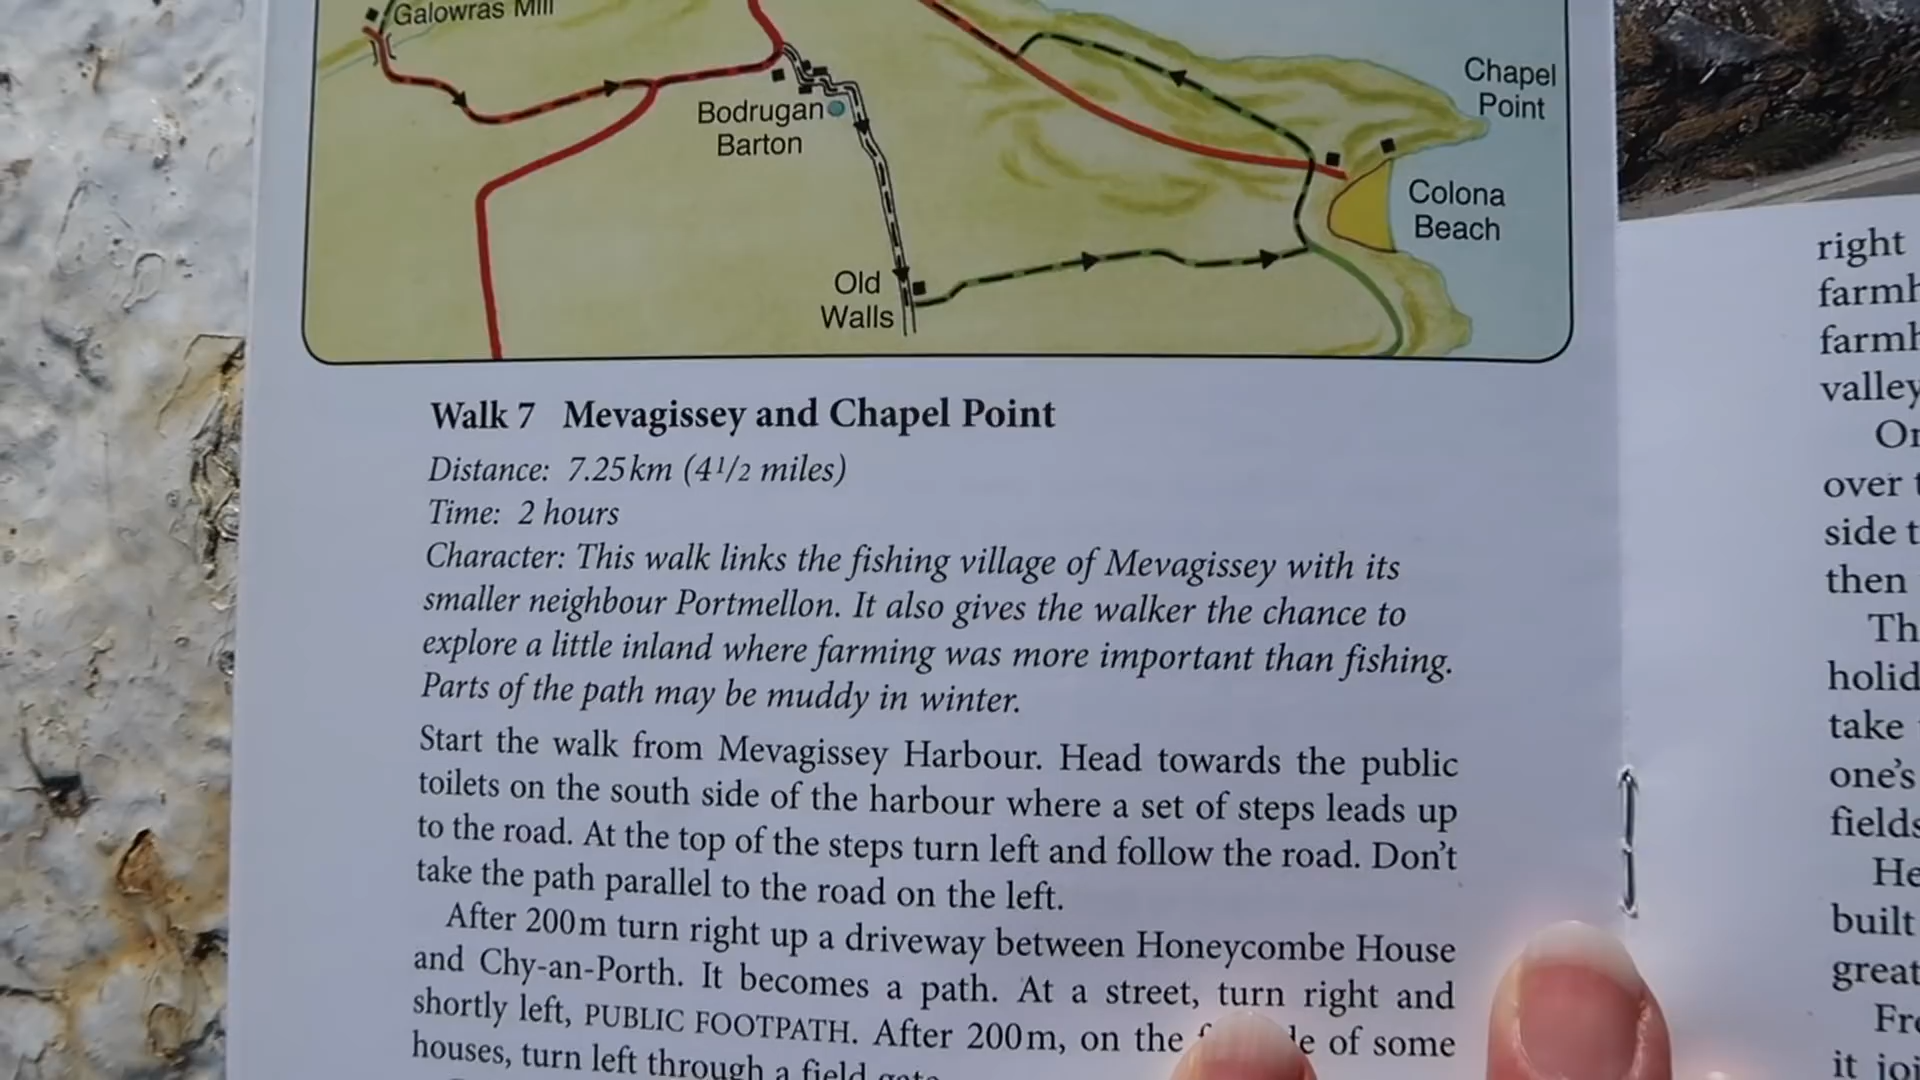 Galowras Mill
Chapel
Point
Bodrugan
Barton
Colona
Beach
Old
Walls
Walk 7 Mevagissey and Chapel Point
Distance: 7.25km (4 1/2 miles)
Time: 2 hours
Character: This walk links the fishing village of Mevagissey with its
smaller neighbour Portmellon. It also gives the walker the chance to
explore a little inland where farming was more important than fishing.
Parts of the path may be muddy in winter.
Start the walk from Mevagissey Harbour. Head towards the public
toilets on the south side of the harbour where a set of steps leads up
to the road. At the top of the steps turn left and follow the road. Don't
take the path parallel to the road on the left.
After 200m turn right up a driveway between Honeycombe House
and Chy-an-Porth. It becomes a path. At a street, turn right and
shortly left, PUBLIC FOOTPATH. After 200m, on the of some
houses, turn left through a field gate
right
over
side
then
take
one's
built